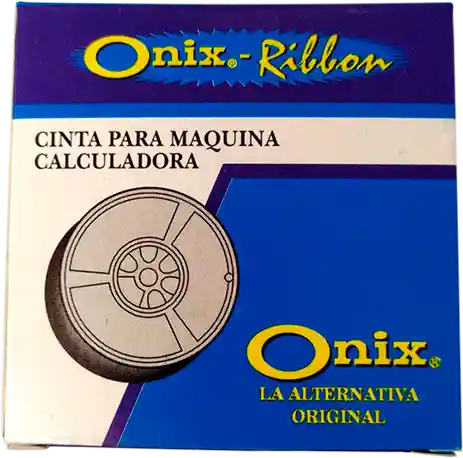 Onix®-Ribbon
CINTA PARA MAQUINA
CALCULADORA
Onix®
LA ALTERNATIVA
ORIGINAL